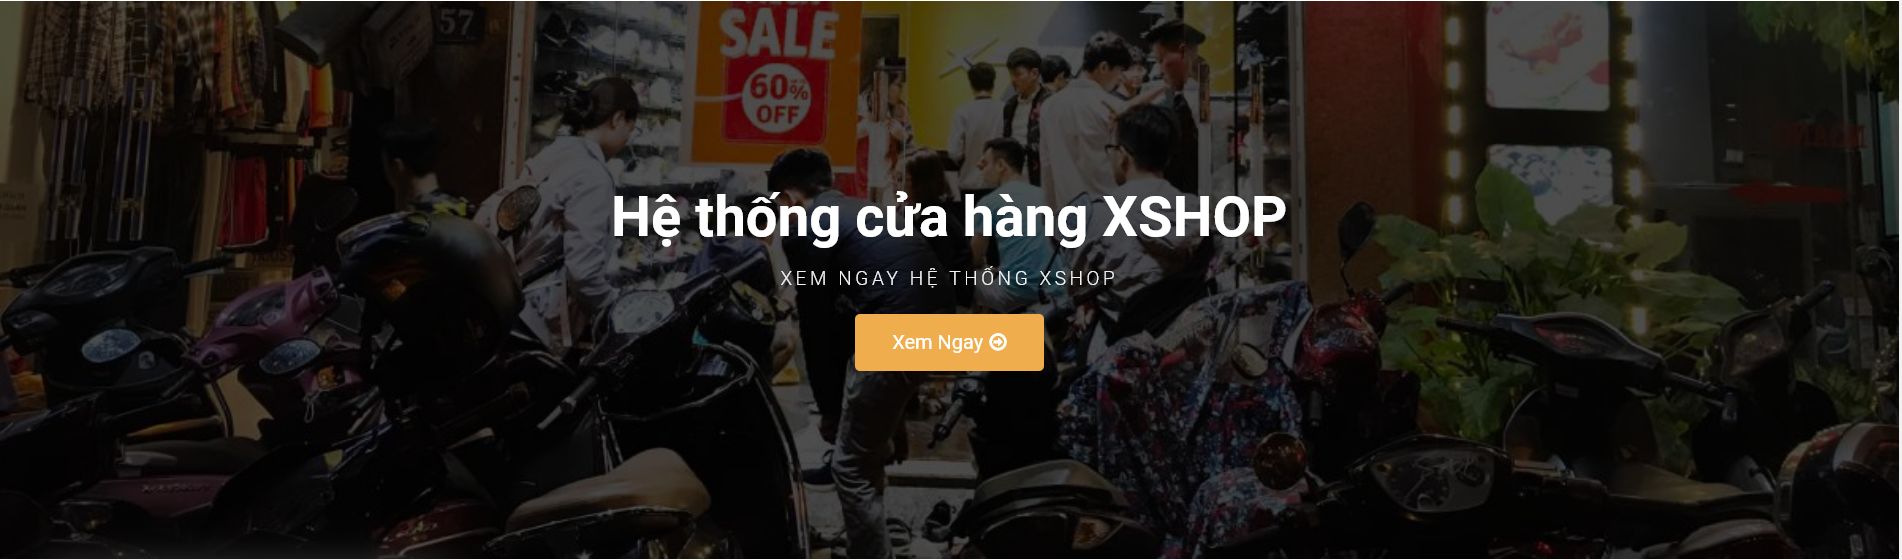 57
SALE
60%
OFF
Hệ thống cửa hàng XSHOP
XEM NGAY HỆ THỐNG XSHOP
Xem Ngay